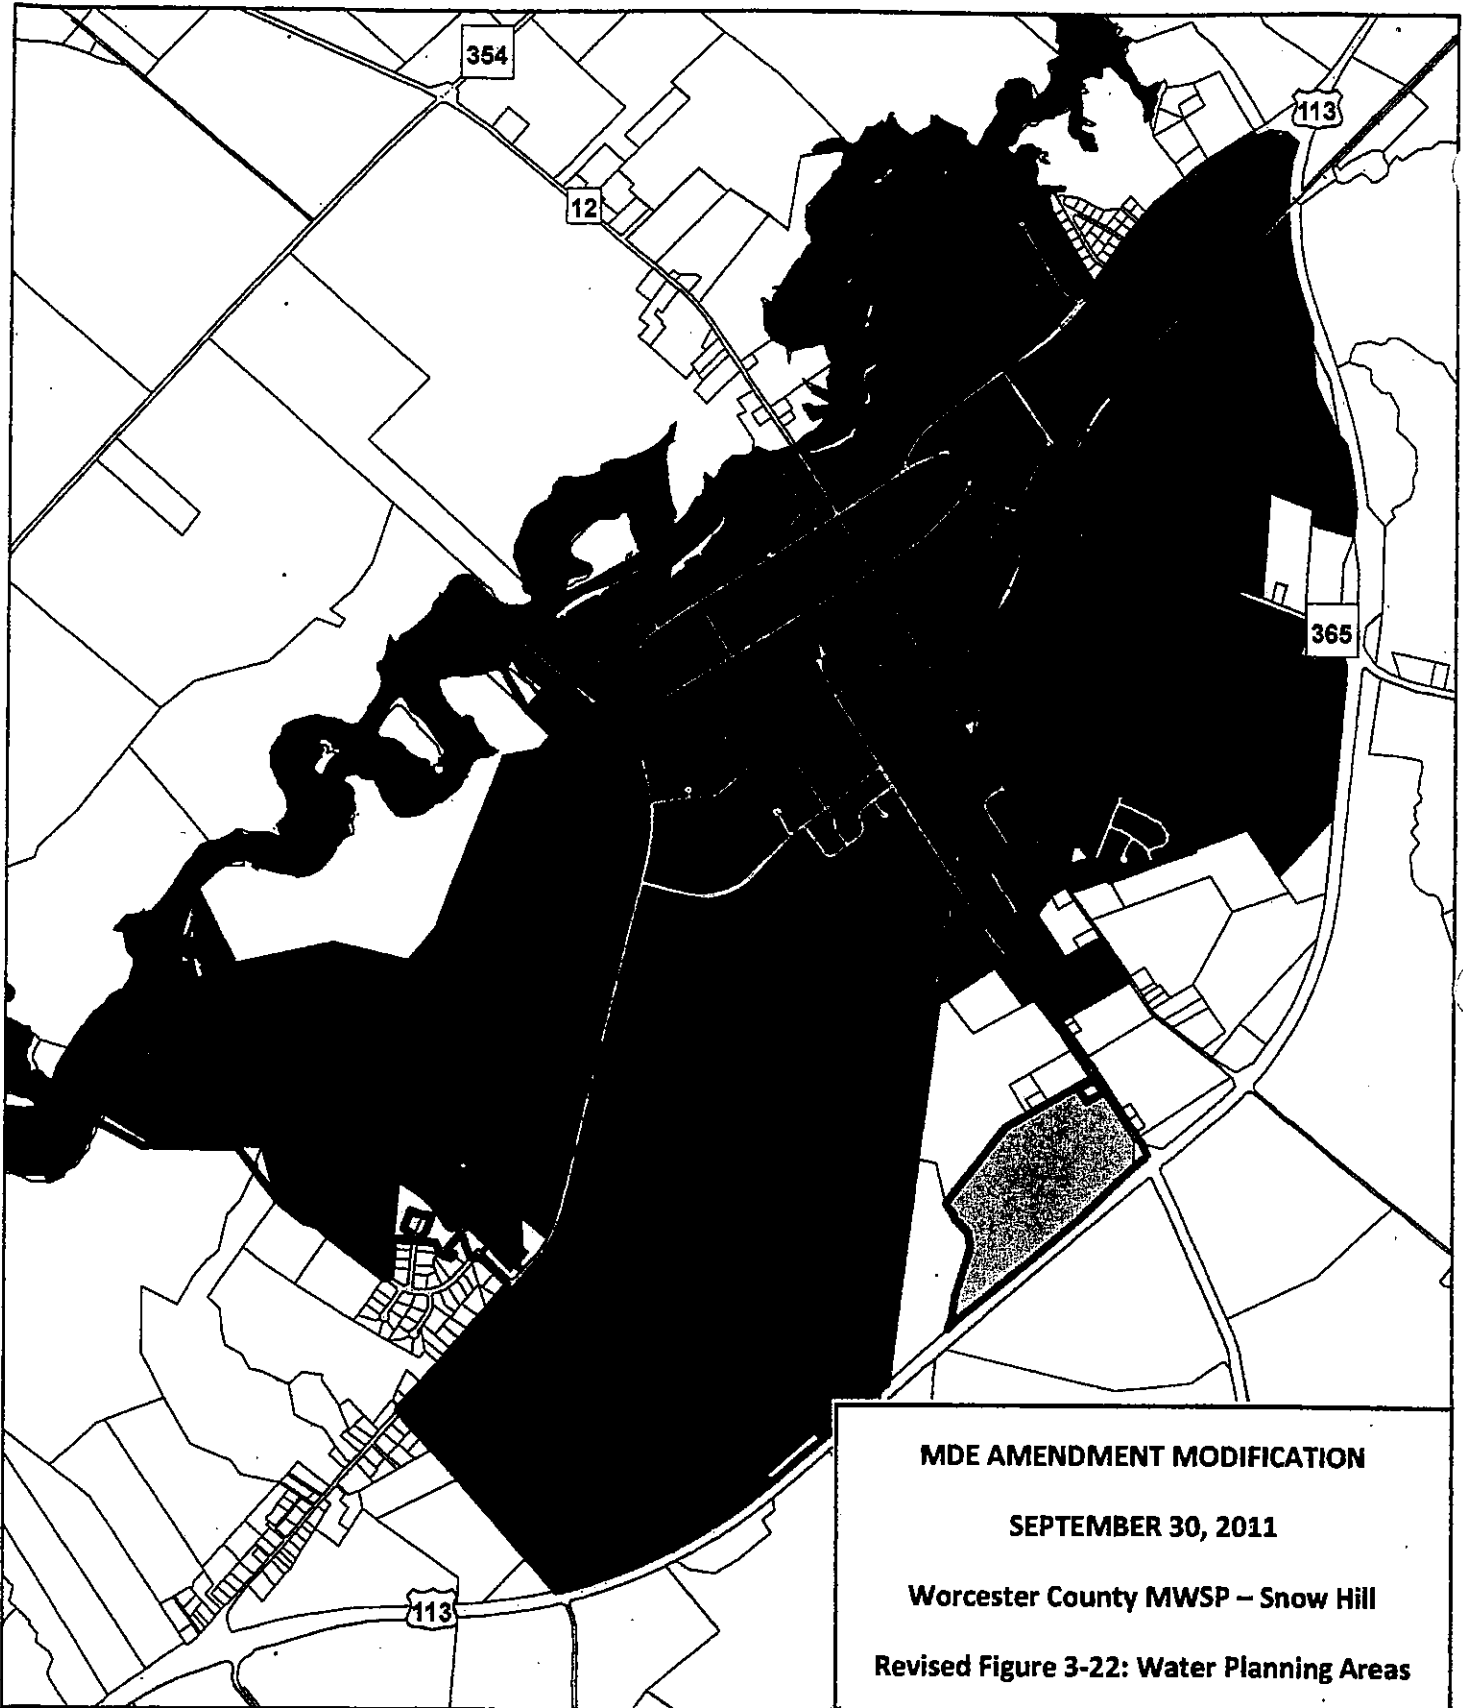 354
113
12
365
113
MDE AMENDMENT MODIFICATION
SEPTEMBER 30, 2011
Worcester County MWSP – Snow Hill
Revised Figure 3-22: Water Planning Areas